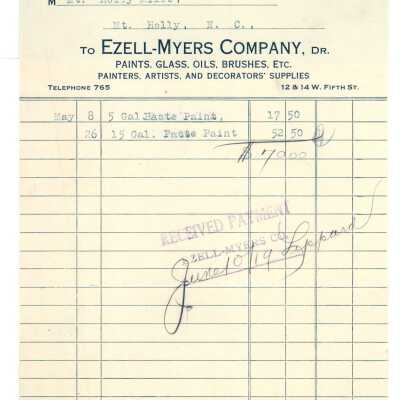 M
Mt. Holly, N. C.,
TO EZELL-MYERS COMPANY, DR.
PAINTS, GLASS, OILS, BRUSHES, ETC.
PAINTERS, ARTISTS, AND DECORATORS' SUPPLIES
TELEPHONE 765 12 & 14 W. FIFTH ST.
May 8 5 Gal. Paste Paint, 17 50
26 15 Gal. Paste Paint 52 50
$ 70.00
RECEIVED PAYMENT
EZELL-MYERS CO.
June 10/19 Leppard